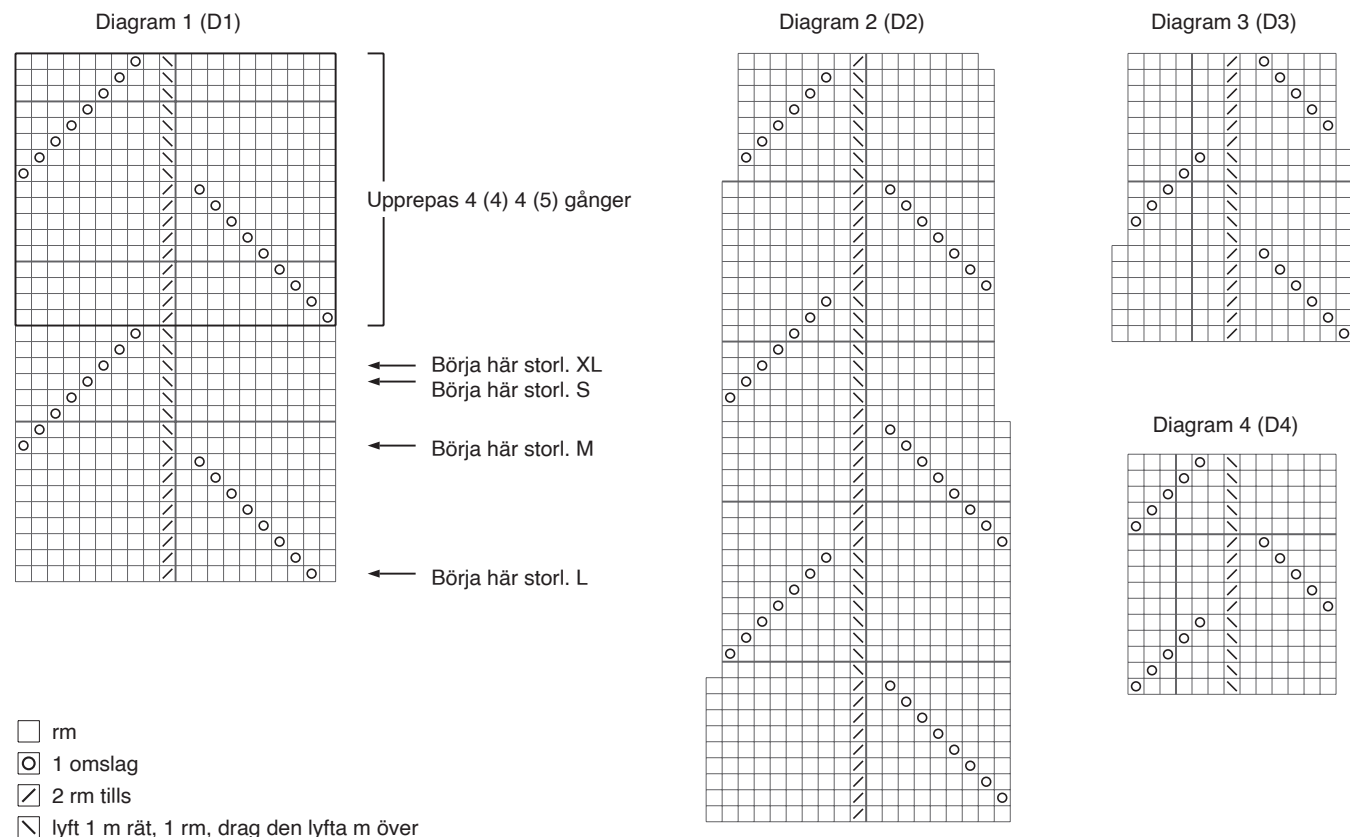 Diagram 1 (D1)
Diagram 2 (D2)
Diagram 3 (D3)
Upprepas 4 (4) 4 (5) gånger
Börja här storl. XL
Börja här storl. S
Börja här storl. M
Börja här storl. L
Diagram 4 (D4)
rm
1 omslag
2 rm tills
lyft 1 m rät, 1 rm, drag den lyfta m över